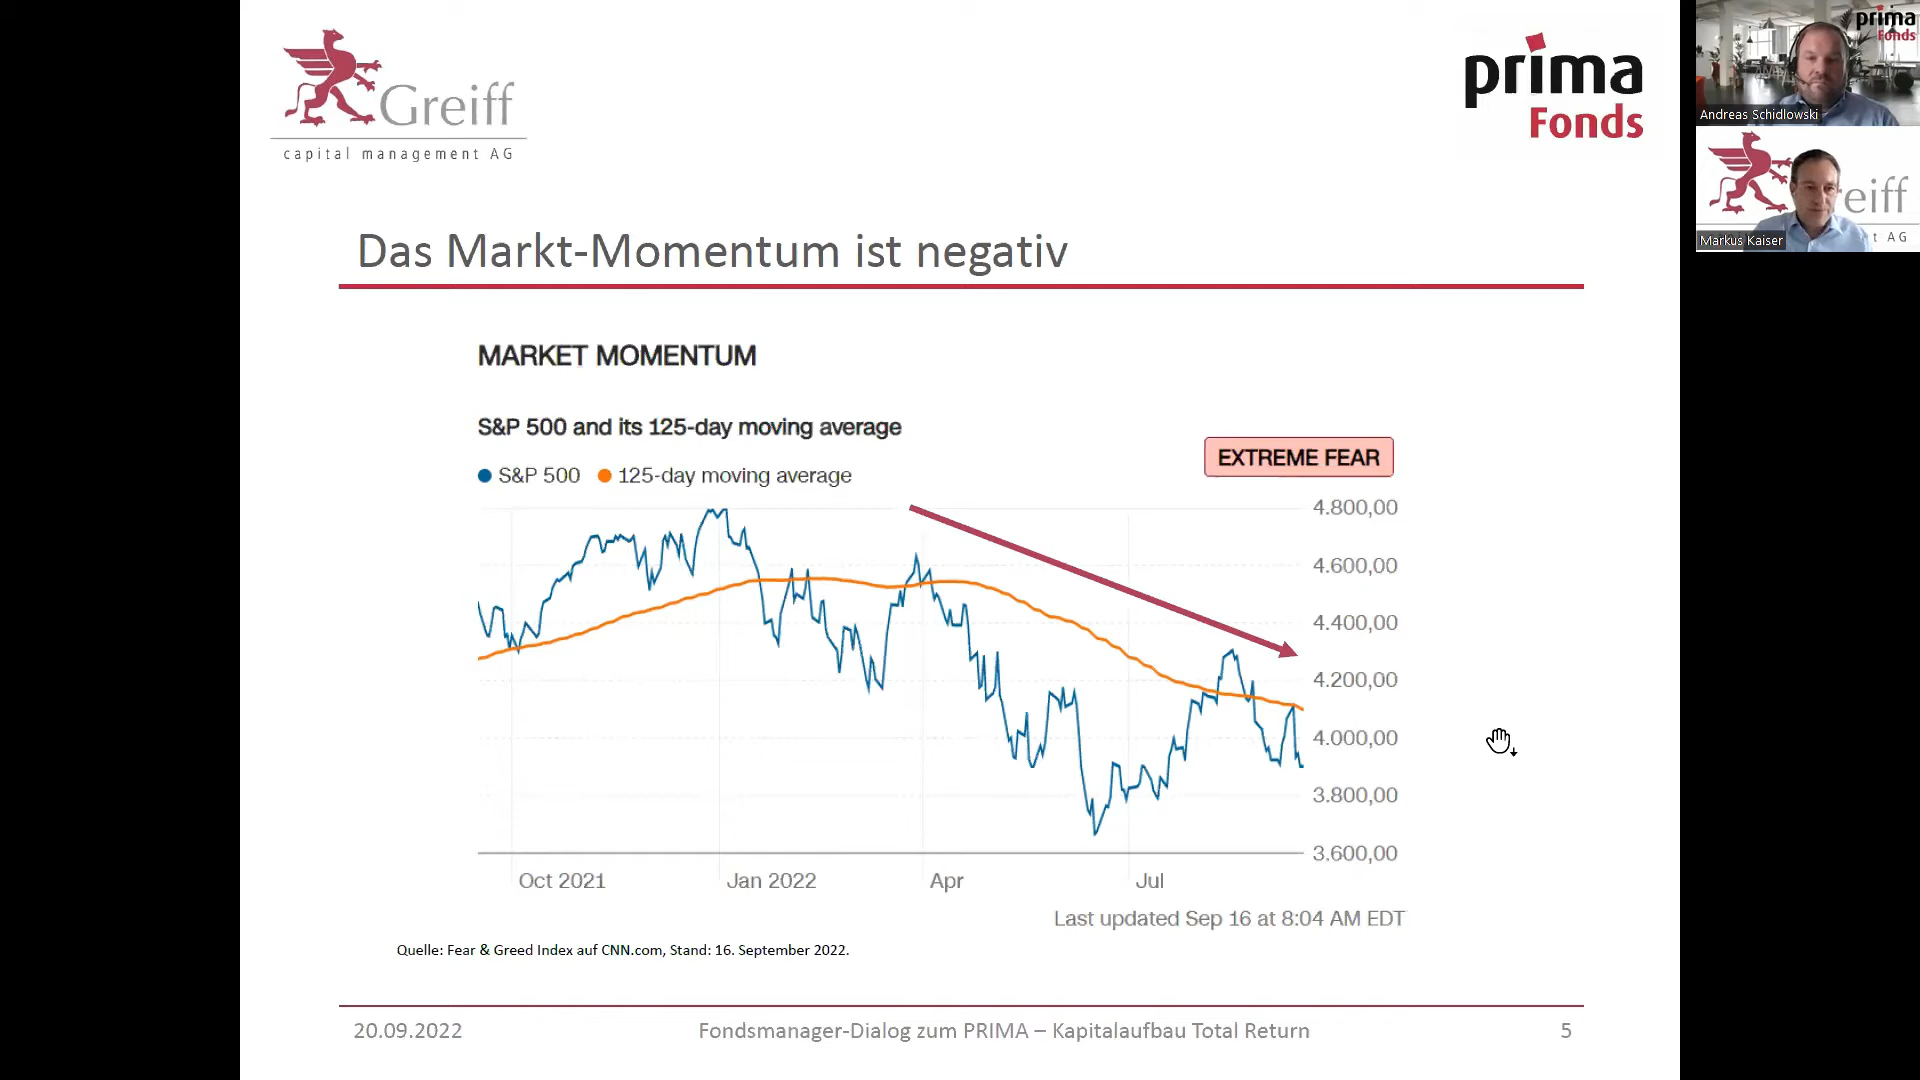 Greiff
capital management AG
prima
Fonds
prima
Fonds
Andreas Schidlowski
eiff
t AG
Markus Kaiser
Das Markt-Momentum ist negativ
MARKET MOMENTUM
S&P 500 and its 125-day moving average
S&P 500
125-day moving average
EXTREME FEAR
4.800,00
4.600,00
4.400,00
4.200,00
4.000,00
3.800,00
3.600,00
Oct 2021
Jan 2022
Apr
Jul
Last updated Sep 16 at 8:04 AM EDT
Quelle: Fear & Greed Index auf CNN.com, Stand: 16. September 2022.
20.09.2022
Fondsmanager-Dialog zum PRIMA – Kapitalaufbau Total Return
5